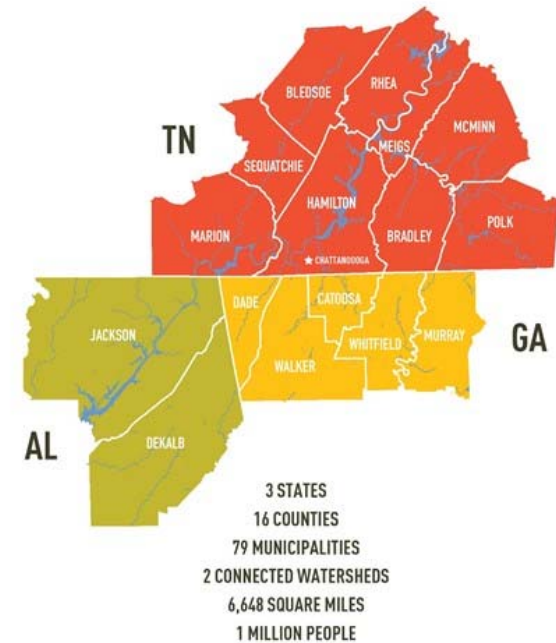 RHEA
BLEDSOE
TN
MCMINN
MEIGS
SEQUATCHIE
HAMILTON
POLK
MARION
BRADLEY
CHATTANOOGA
DADE
CATOOSA
JACKSON
MURRAY
GA
WHITFIELD
WALKER
AL
DEKALB
3 STATES
16 COUNTIES
79 MUNICIPALITIES
2 CONNECTED WATERSHEDS
6,648 SQUARE MILES
1 MILLION PEOPLE